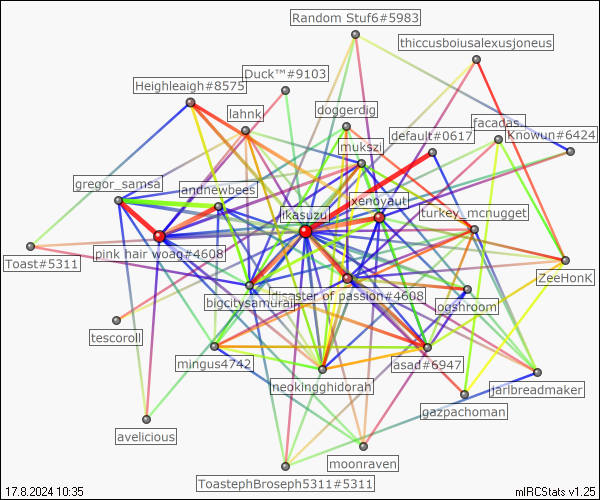 Random Stuf6#5983
thiccusboiusalexusjoneus
Duck™#9103
Heighleigh#8575
doggerdig
lahnk
facadas
default#0617
Knowun#6424
mukszi
gregor_samsa
andnewbees
xenoyaut
ikasuzu
turkey_mcnugget
pink hair woag#4608
Toast#5311
ZeeHonK
disaster of passion#4608
bigcitysamurai
ogshroom
tescoroll
mingus4742
asad#6947
neokingghidorah
jarlbreadmaker
gazpachoman
avelicious
moonraven
ToastephBroseph5311#5311
17.8.2024 10:35
mIRCStats v1.25